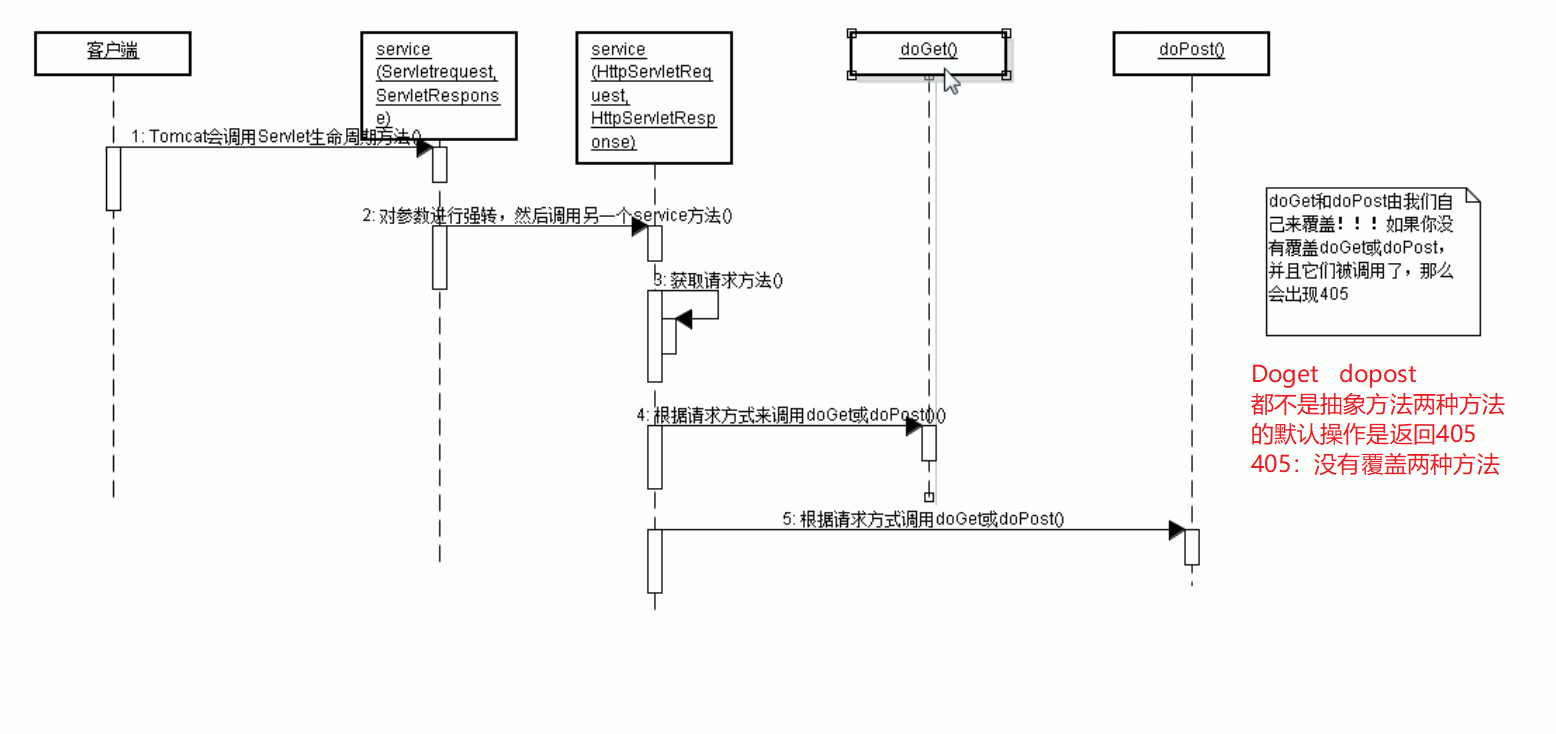 客户端
service
(Servletrequest,
ServletRespons
e)
service
(HttpServletReq
uest,
HttpServletResp
onse)
doGet()
doPost()
1: Tomcat会调用Servlet生命周期方法()
2: 对参数进行强转，然后调用另一个service方法()
3: 获取请求方法()
4: 根据请求方式来调用doGet或doPost()()
5: 根据请求方式调用doGet或doPost()
doGet和doPost由我们自
己来覆盖！！！如果你没
有覆盖doGet或doPost，
并且它们被调用了，那么
会出现405
Doget dopost
都不是抽象方法两种方法
的默认操作是返回405
405：没有覆盖两种方法